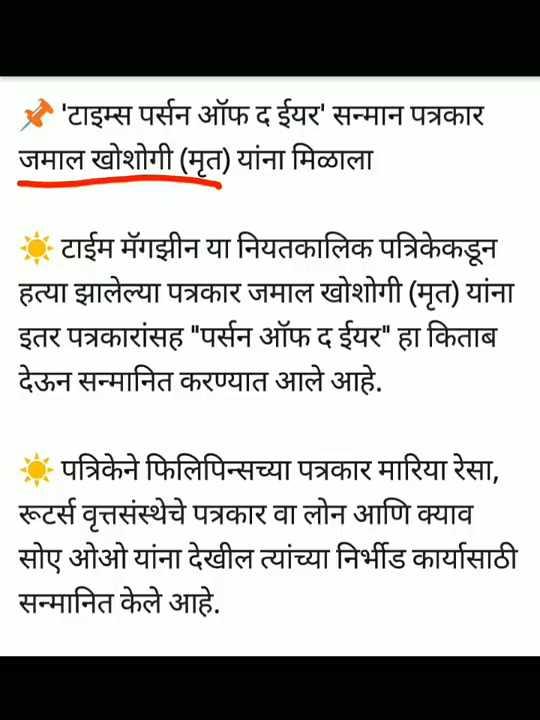 📌 'टाइम्स पर्सन ऑफ द ईयर' सन्मान पत्रकार
जमाल खोशोगी (मृत) यांना मिळाला
☀️ टाईम मॅगझीन या नियतकालिक पत्रिकेकडून
हत्या झालेल्या पत्रकार जमाल खोशोगी (मृत) यांना
इतर पत्रकारांसह "पर्सन ऑफ द ईयर" हा किताब
देऊन सन्मानित करण्यात आले आहे.
☀️ पत्रिकेने फिलिपिन्सच्या पत्रकार मारिया रेसा,
रूटर्स वृत्तसंस्थेचे पत्रकार वा लोन आणि क्याव
सोए ओओ यांना देखील त्यांच्या निर्भीड कार्यासाठी
सन्मानित केले आहे.